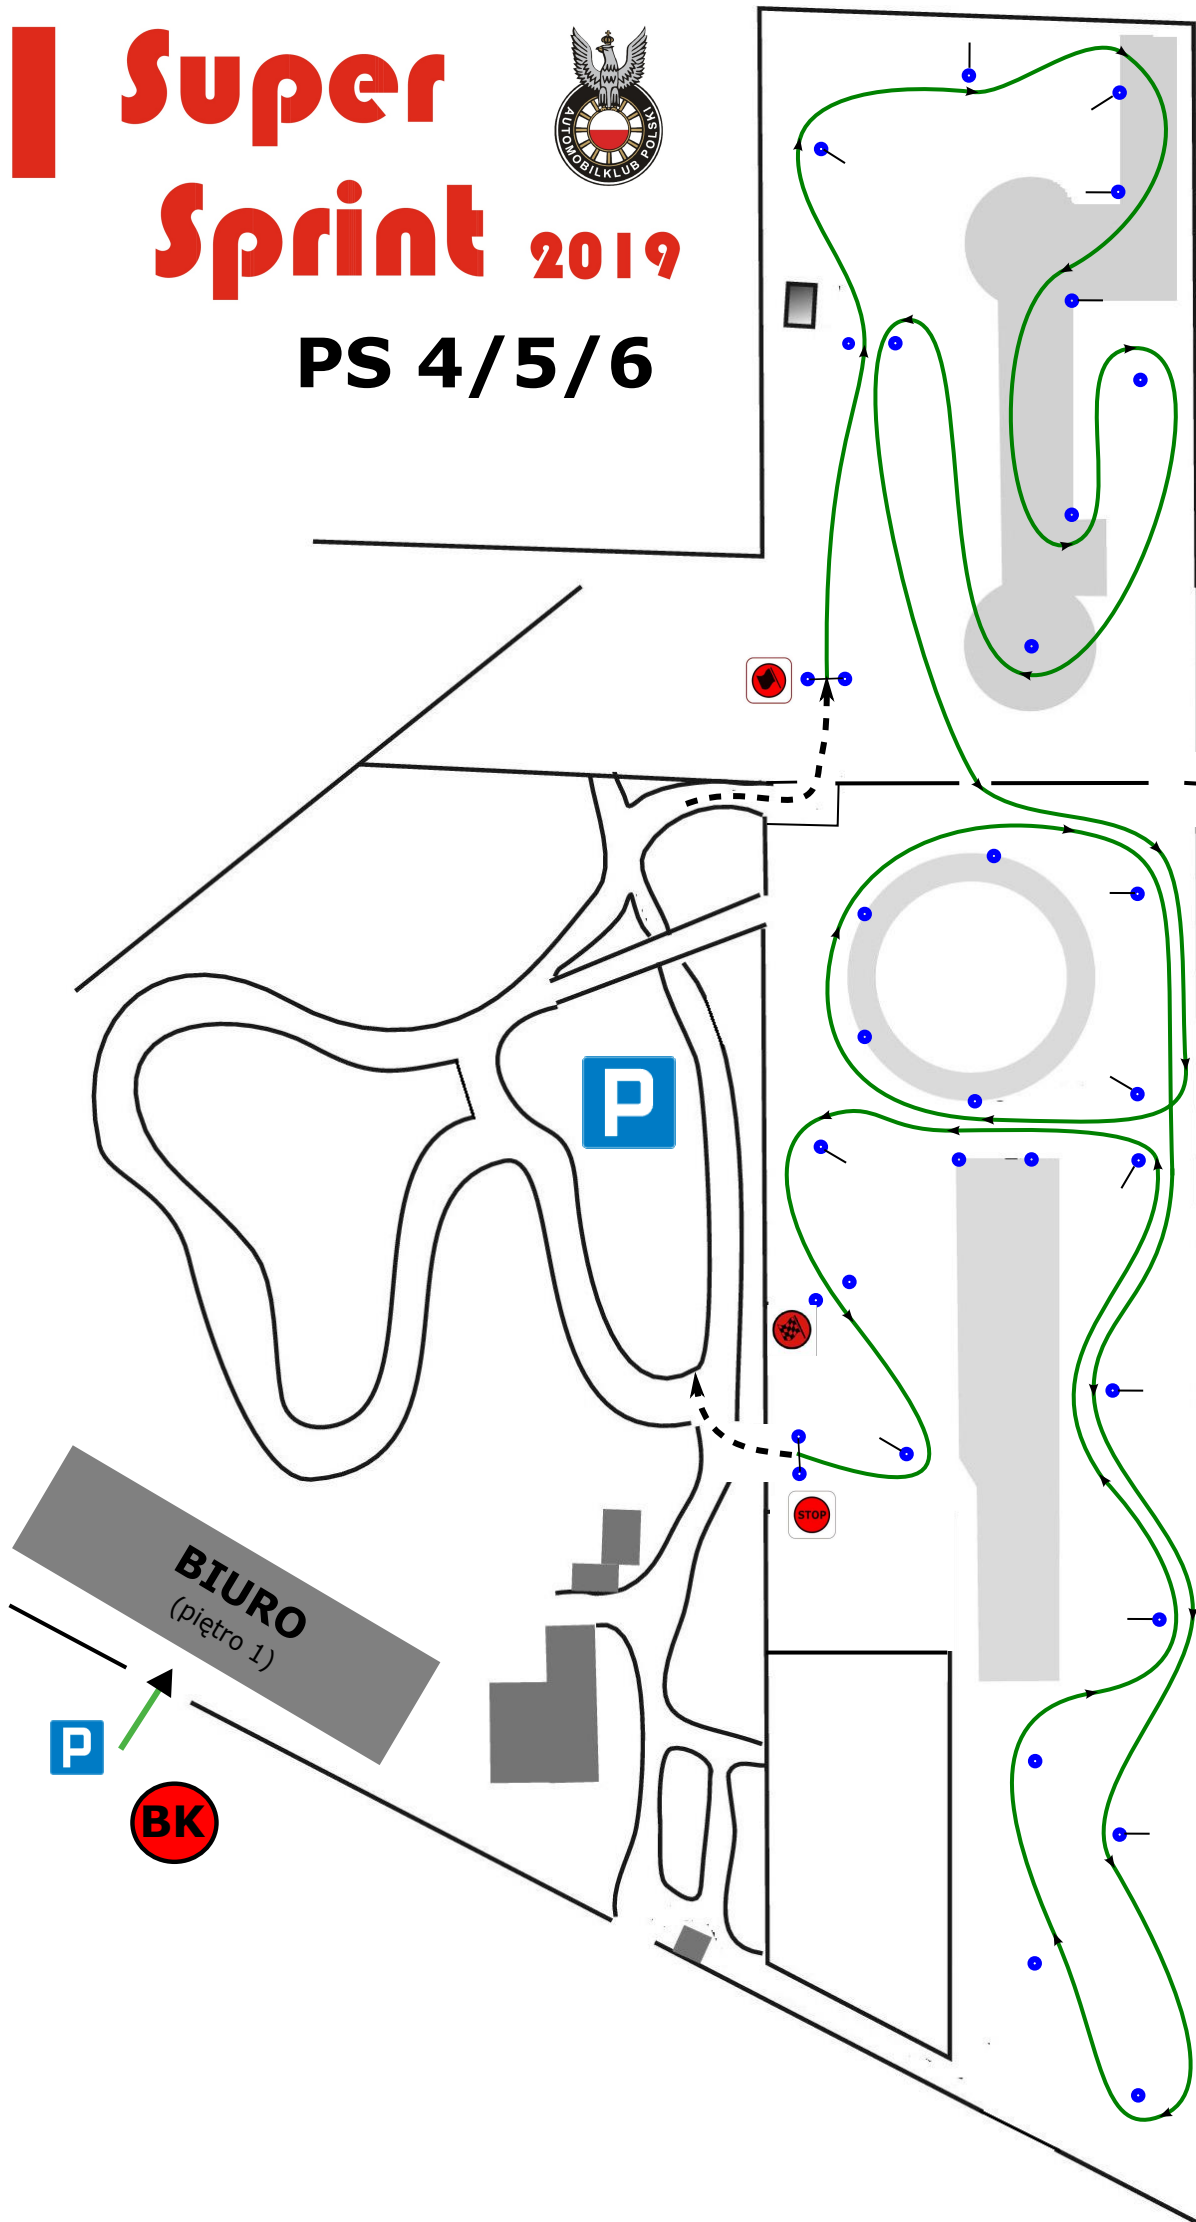 I Super
Sprint 2019
AUTOMOBILKLUB POLSKI
PS 4/5/6
P
STOP
BIURO
(piętro 1)
P
BK